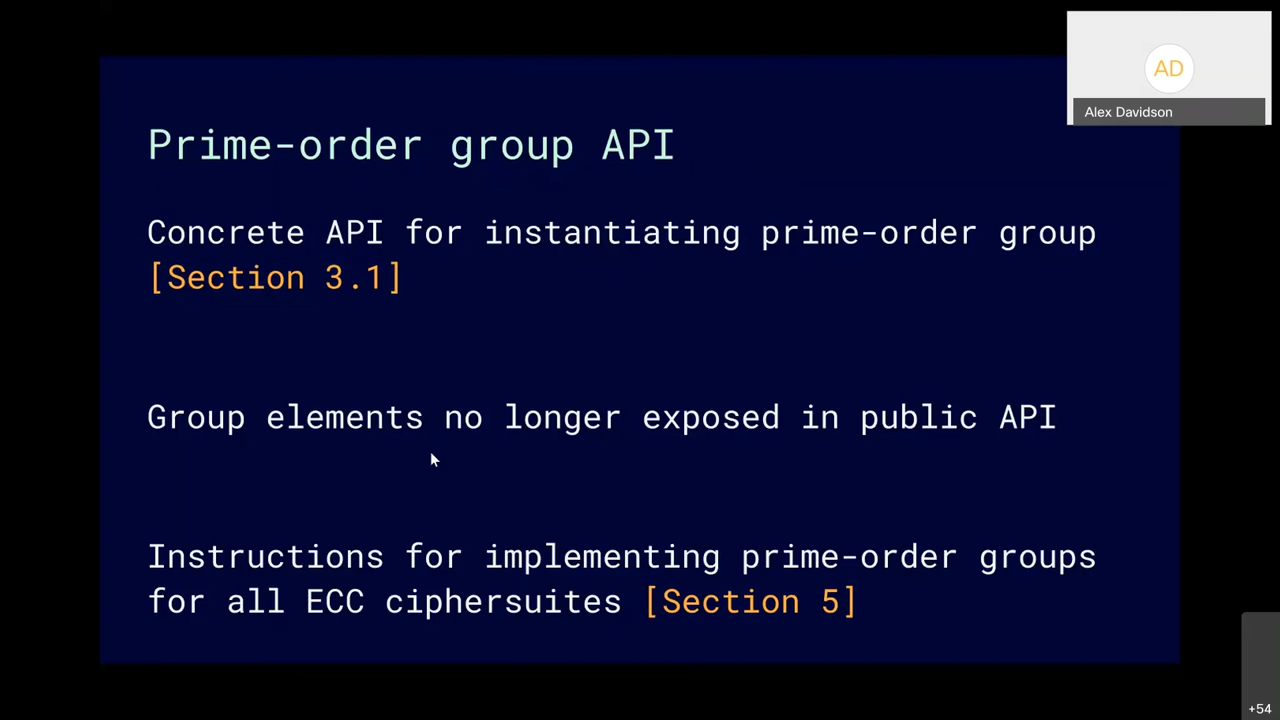 AD
Alex Davidson
Prime-order group API
Concrete API for instantiating prime-order group
[Section 3.1]
Group elements no longer exposed in public API
Instructions for implementing prime-order groups
for all ECC ciphersuites [Section 5]
+54